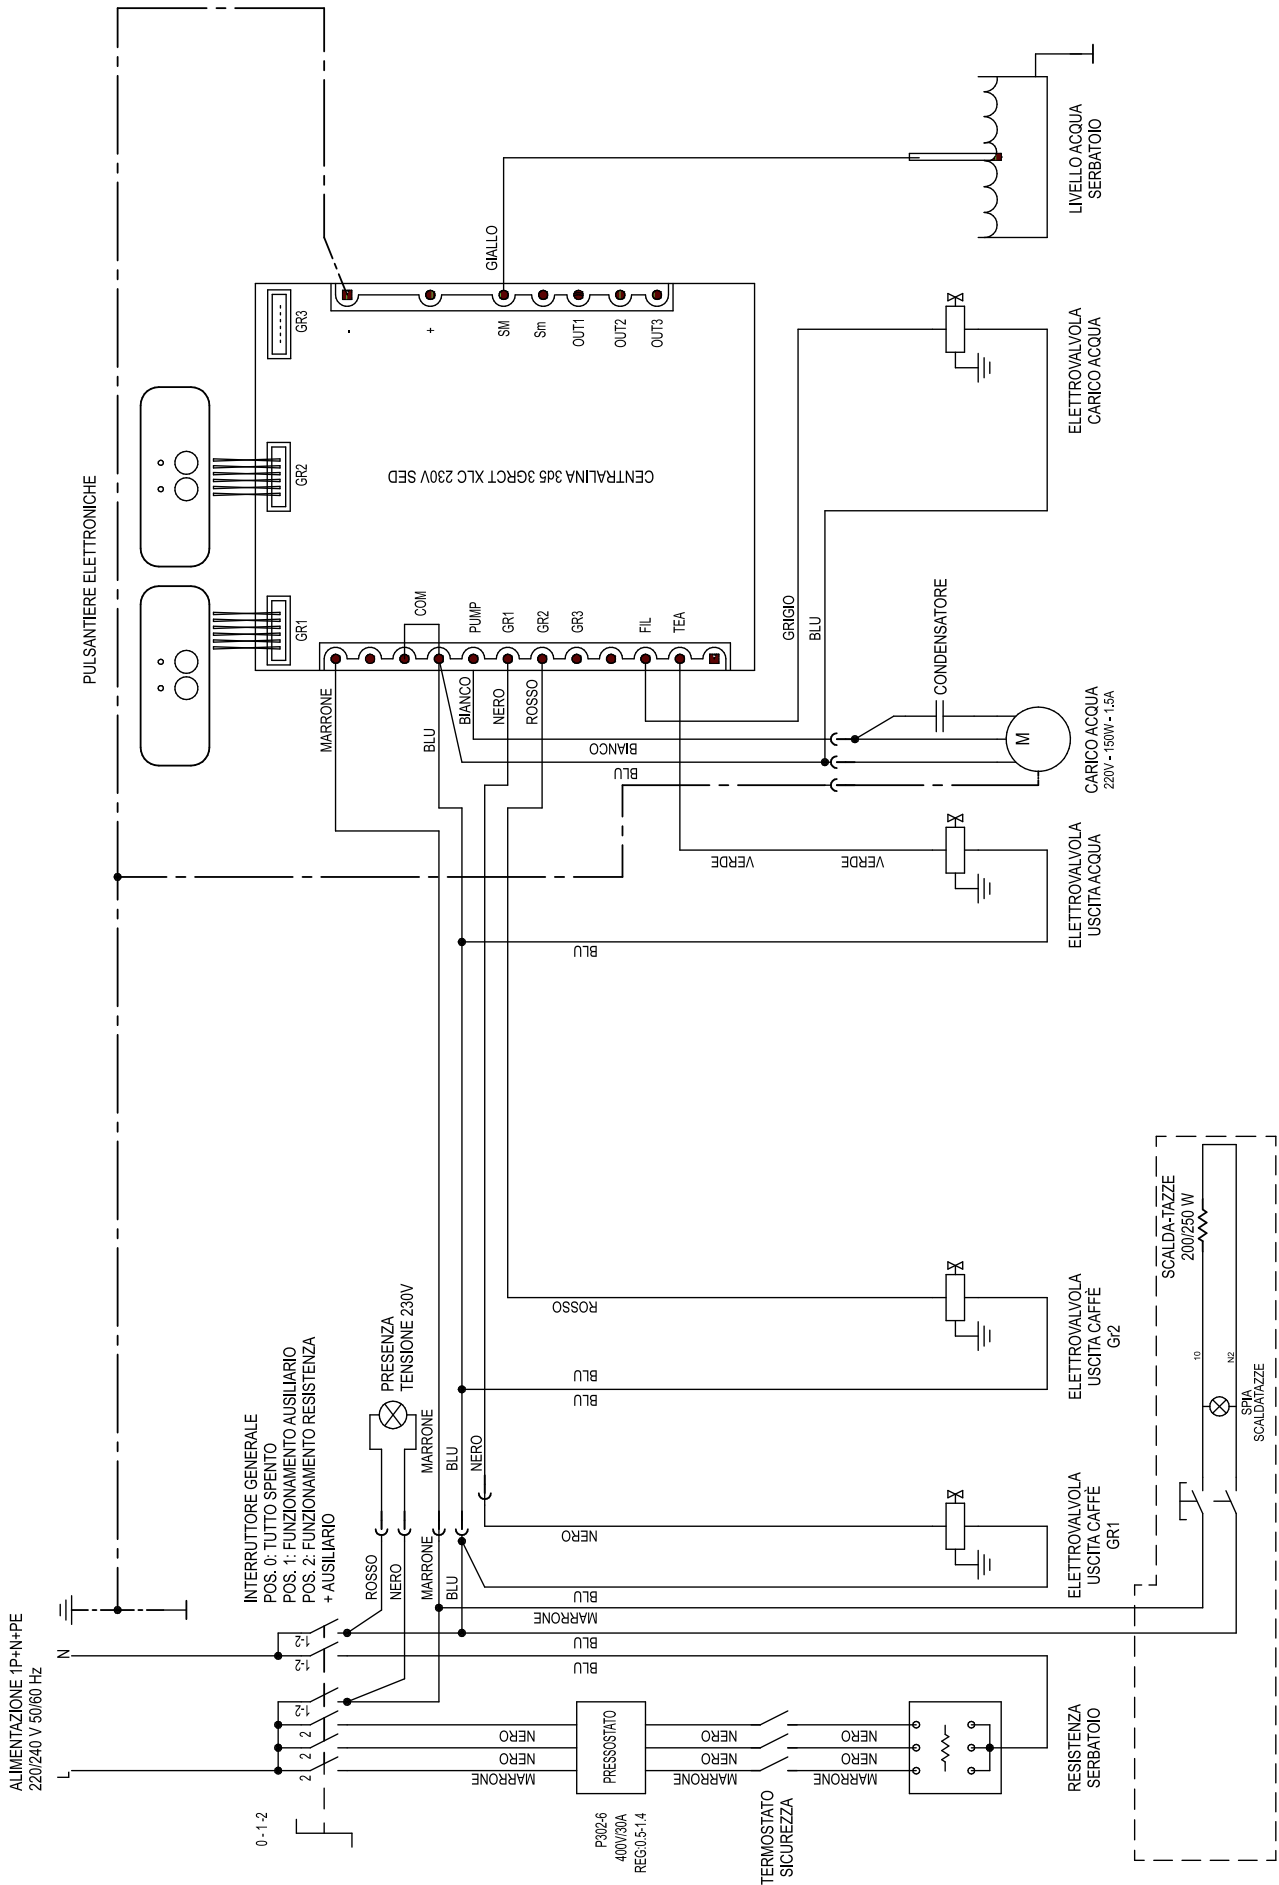 ALIMENTAZIONE 1P+N+PE
220/240 V 50/60 Hz
L
N
0 - 1 -2
2
2
2
1-2
1-2
1-2
INTERRUTTORE GENERALE
POS. 0: TUTTO SPENTO
POS. 1: FUNZIONAMENTO AUSILIARIO
POS. 2: FUNZIONAMENTO RESISTENZA
+ AUSILIARIO
PRESENZA
TENSIONE 230V
ROSSO
NERO
MARRONE
BLU
MARRONE
BLU
NERO
PULSANTIERE ELETTRONICHE
GR1
GR2
GR3
CENTRALINA 3d5 3GRCT XLC 230V SED
COM
PUMP
GR1
GR2
GR3
FIL
TEA
-
+
SM
Sm
OUT1
OUT2
OUT3
MARRONE
BLU
BIANCO
NERO
ROSSO
GIALLO
BIANCO
BLU
GRIGIO
BLU
CONDENSATORE
M
CARICO ACQUA
220V - 150W - 1.5A
VERDE
VERDE
BLU
ROSSO
BLU
BLU
NERO
BLU
MARRONE
BLU
BLU
NERO
NERO
MARRONE
PRESSOSTATO
P302-6
400V/30A
REG:0.5-1.4
NERO
NERO
MARRONE
TERMOSTATO
SICUREZZA
NERO
NERO
MARRONE
RESISTENZA
SERBATOIO
ELETTROVALVOLA
USCITA CAFFÈ
GR1
ELETTROVALVOLA
USCITA CAFFÈ
Gr2
ELETTROVALVOLA
USCITA ACQUA
ELETTROVALVOLA
CARICO ACQUA
LIVELLO ACQUA
SERBATOIO
SCALDA-TAZZE
200/250 W
10
N2
SPIA
SCALDATAZZE